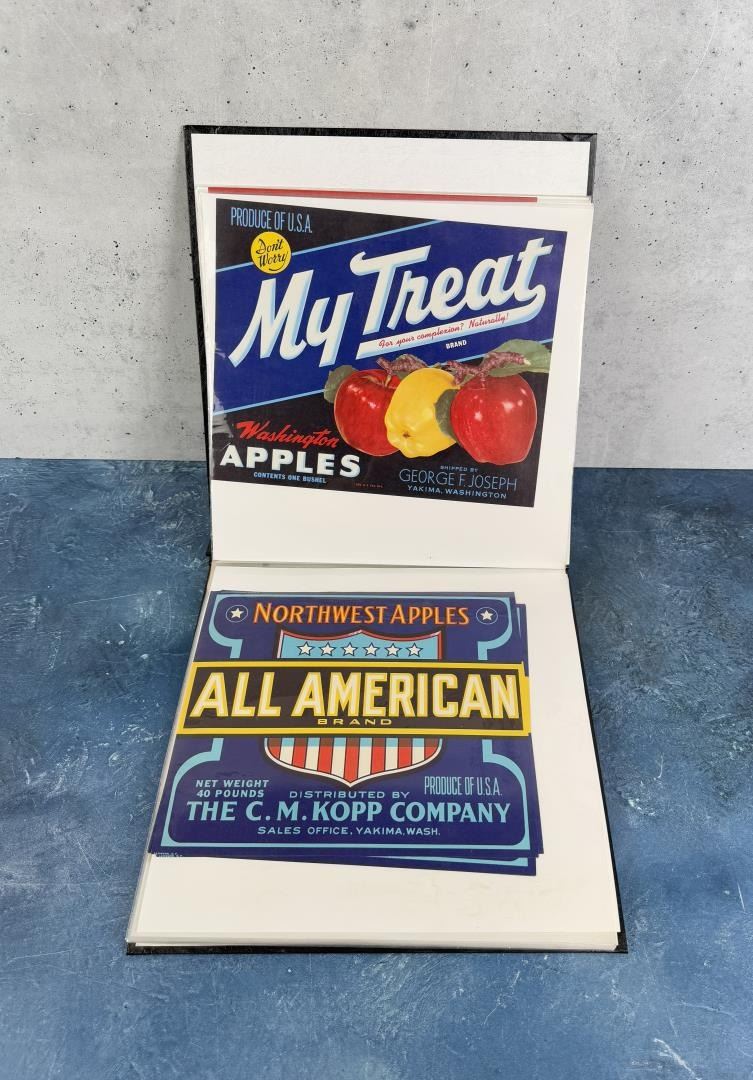 PRODUCE OF U.S.A.
Don't
Worry
My Treat
For your complexion? Naturally!
BRAND
Washington
APPLES
CONTENTS ONE BUSHEL
SHIPPED BY
GEORGE F. JOSEPH
YAKIMA, WASHINGTON
NORTHWEST APPLES
ALL AMERICAN
BRAND
NET WEIGHT
40 POUNDS
DISTRIBUTED BY
PRODUCE OF U.S.A.
THE C. M. KOPP COMPANY
SALES OFFICE, YAKIMA, WASH.